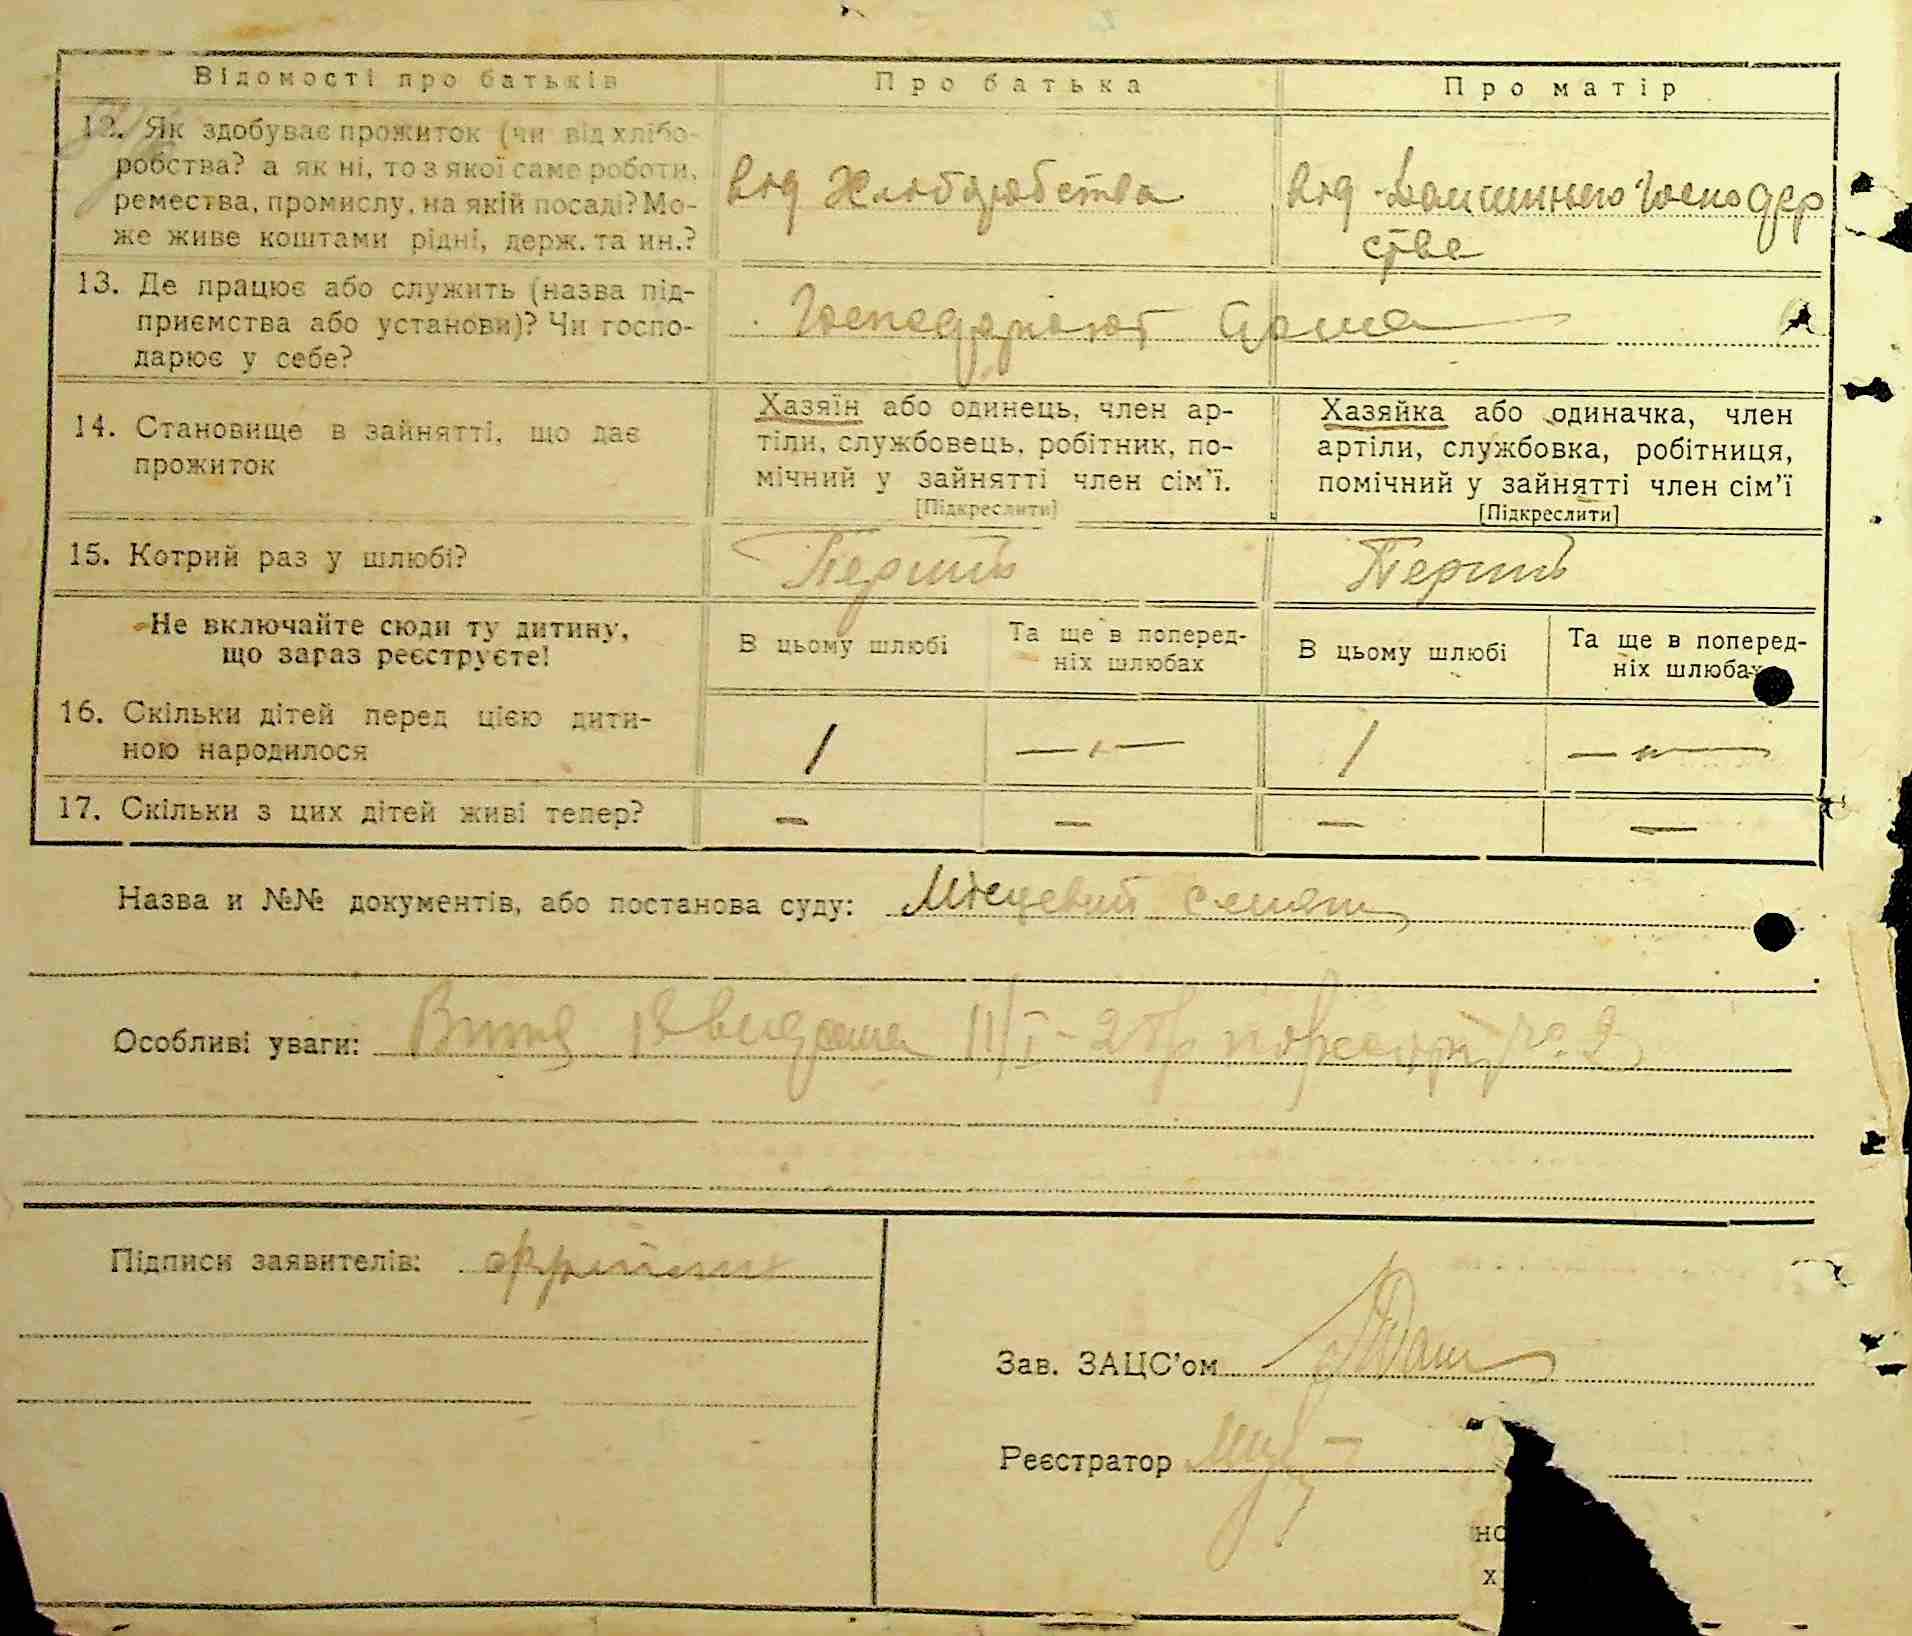 Відомості про батьків
Про батька
Про матір
12. Як здобуває прожиток (чи від хлібо-
робства? а як ні, то з якої саме роботи,
ремества, промислу, на якій посаді? Мо-
же живе коштами рідні, держ. та ин.?
від Хліборобства
від Домашнього господар
ства
13. Де працює або служить (назва під-
приємства або установи)? Чи госпо-
дарює у себе?
Господарюют
14. Становище в зайнятті, що дає
прожиток
Хазяїн або одинець, член ар-
тіли, службовець, робітник, по-
мічний у зайнятті член сім'ї.
[Підкреслити]
Хазяйка або одиначка, член
артіли, службовка, робітниця,
помічний у зайнятті член сім'ї
[Підкреслити]
15. Котрий раз у шлюбі?
Перший
Перший
Не включайте сюди ту дитину,
що зараз реєструєте!
В цьому шлюбі
Та ще в поперед-
ніх шлюбах
В цьому шлюбі
Та ще в поперед-
ніх шлюбах
16. Скільки дітей перед цією дити-
ною народилося
1
— — 
1
— —
17. Скільки з цих дітей живі тепер?
—
—
—
—
Назва и №№ документів, або постанова суду: Місцевий
Особливі уваги:
Підписи заявителів:
Зав. ЗАЦС'ом
Реєстратор
но
х